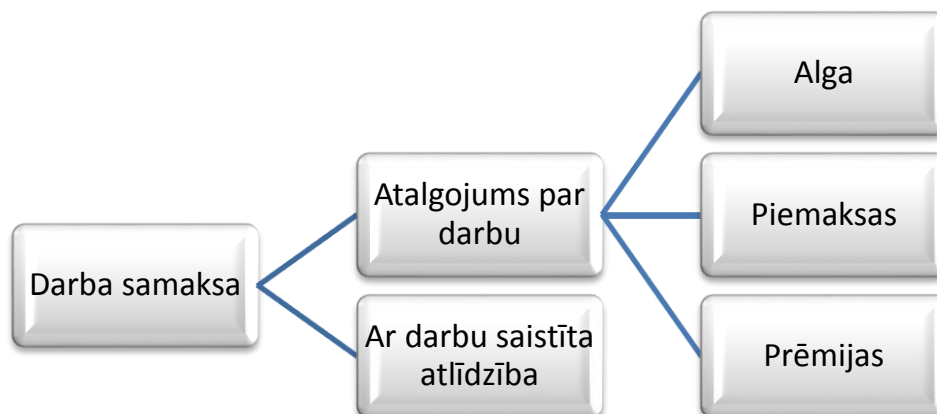 Darba samaksa
Atalgojums par
darbu
Ar darbu saistīta
atlīdzība
Alga
Piemaksas
Prēmijas